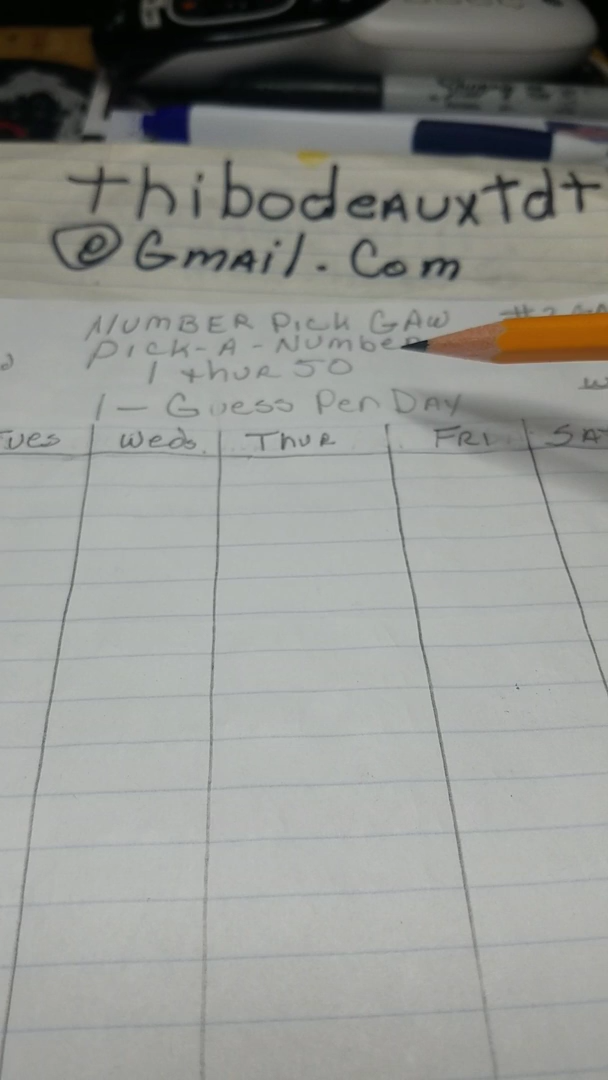 thibodeAUXtdt
@GmAil.Com
NUMBER PicK GAW
PicK-A-Number
1 thuR 50
1 - Guess Per DAY
Tues Weds ThUR FRI SAT